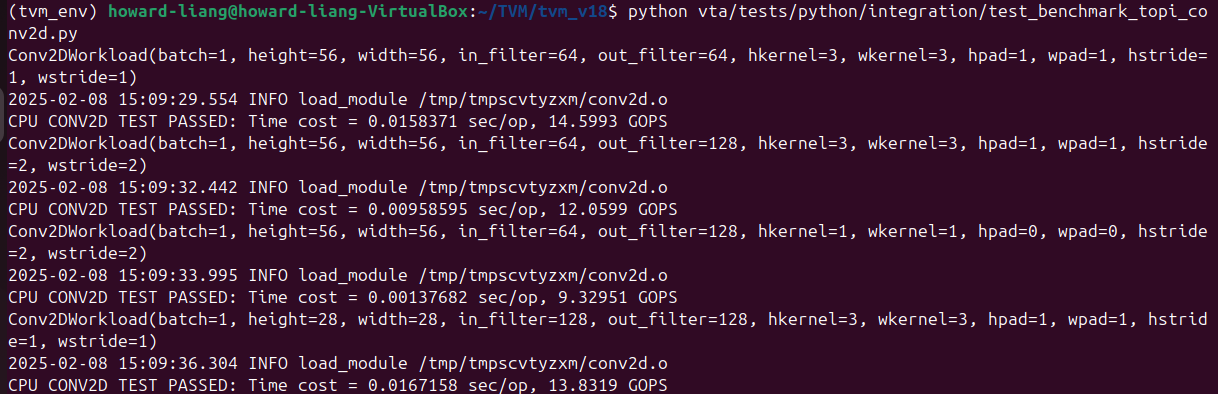 (tvm_env) howard-liang@howard-liang-VirtualBox:~/TVM/tvm_v18$ python vta/tests/python/integration/test_benchmark_topi_co
nv2d.py
Conv2DWorkload(batch=1, height=56, width=56, in_filter=64, out_filter=64, hkernel=3, wkernel=3, hpad=1, wpad=1, hstride=
1, wstride=1)
2025-02-08 15:09:29.554 INFO load_module /tmp/tmpscvtyzxm/conv2d.o
CPU CONV2D TEST PASSED: Time cost = 0.0158371 sec/op, 14.5993 GOPS
Conv2DWorkload(batch=1, height=56, width=56, in_filter=64, out_filter=128, hkernel=3, wkernel=3, hpad=1, wpad=1, hstride
=2, wstride=2)
2025-02-08 15:09:32.442 INFO load_module /tmp/tmpscvtyzxm/conv2d.o
CPU CONV2D TEST PASSED: Time cost = 0.00958595 sec/op, 12.0599 GOPS
Conv2DWorkload(batch=1, height=56, width=56, in_filter=64, out_filter=128, hkernel=1, wkernel=1, hpad=0, wpad=0, hstride
=2, wstride=2)
2025-02-08 15:09:33.995 INFO load_module /tmp/tmpscvtyzxm/conv2d.o
CPU CONV2D TEST PASSED: Time cost = 0.00137682 sec/op, 9.32951 GOPS
Conv2DWorkload(batch=1, height=28, width=28, in_filter=128, out_filter=128, hkernel=3, wkernel=3, hpad=1, wpad=1, hstrid
e=1, wstride=1)
2025-02-08 15:09:36.304 INFO load_module /tmp/tmpscvtyzxm/conv2d.o
CPU CONV2D TEST PASSED: Time cost = 0.0167158 sec/op, 13.8319 GOPS